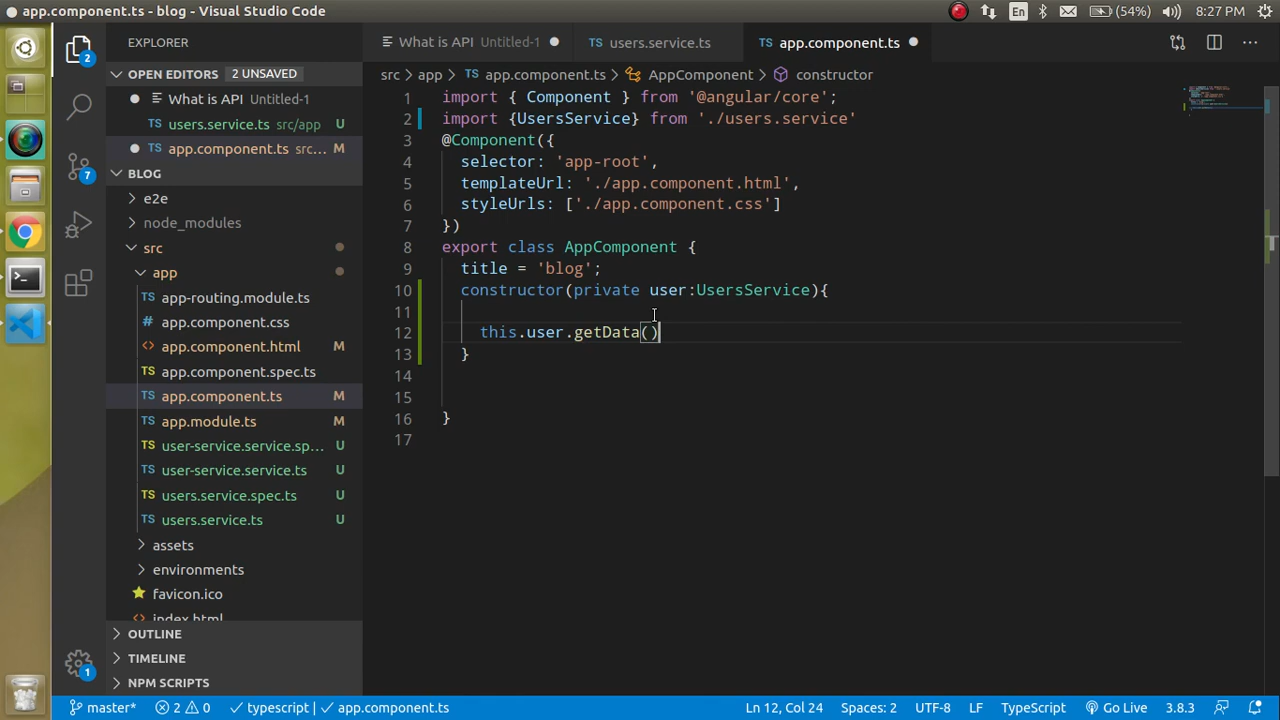 app.component.ts - blog - Visual Studio Code
En
(54%)
8:27 PM
2
7
1
EXPLORER
OPEN EDITORS 2 UNSAVED
What is API Untitled-1
users.service.ts src/app U
app.component.ts src... M
BLOG
e2e
node_modules
src
app
TS app-routing.module.ts
app.component.css
<> app.component.html M
TS app.component.spec.ts
TS app.component.ts M
TS app.module.ts M
TS user-service.service.sp... U
TS user-service.service.ts U
TS users.service.spec.ts U
TS users.service.ts U
assets
environments
favicon.ico
<> index.html
OUTLINE
TIMELINE
NPM SCRIPTS
What is API Untitled-1
TS users.service.ts
TS app.component.ts
src > app > TS app.component.ts > AppComponent > constructor
1 import { Component } from '@angular/core';
2 import {UsersService} from './users.service'
3 @Component({
4 selector: 'app-root',
5 templateUrl: './app.component.html',
6 styleUrls: ['./app.component.css']
7 })
8 export class AppComponent {
9 title = 'blog';
10 constructor(private user:UsersService){
11
12 this.user.getData()
13 }
14
15
16 }
17
master* 2 0 typescript | app.component.ts Ln 12, Col 24 Spaces: 2 UTF-8 LF TypeScript Go Live 3.8.3